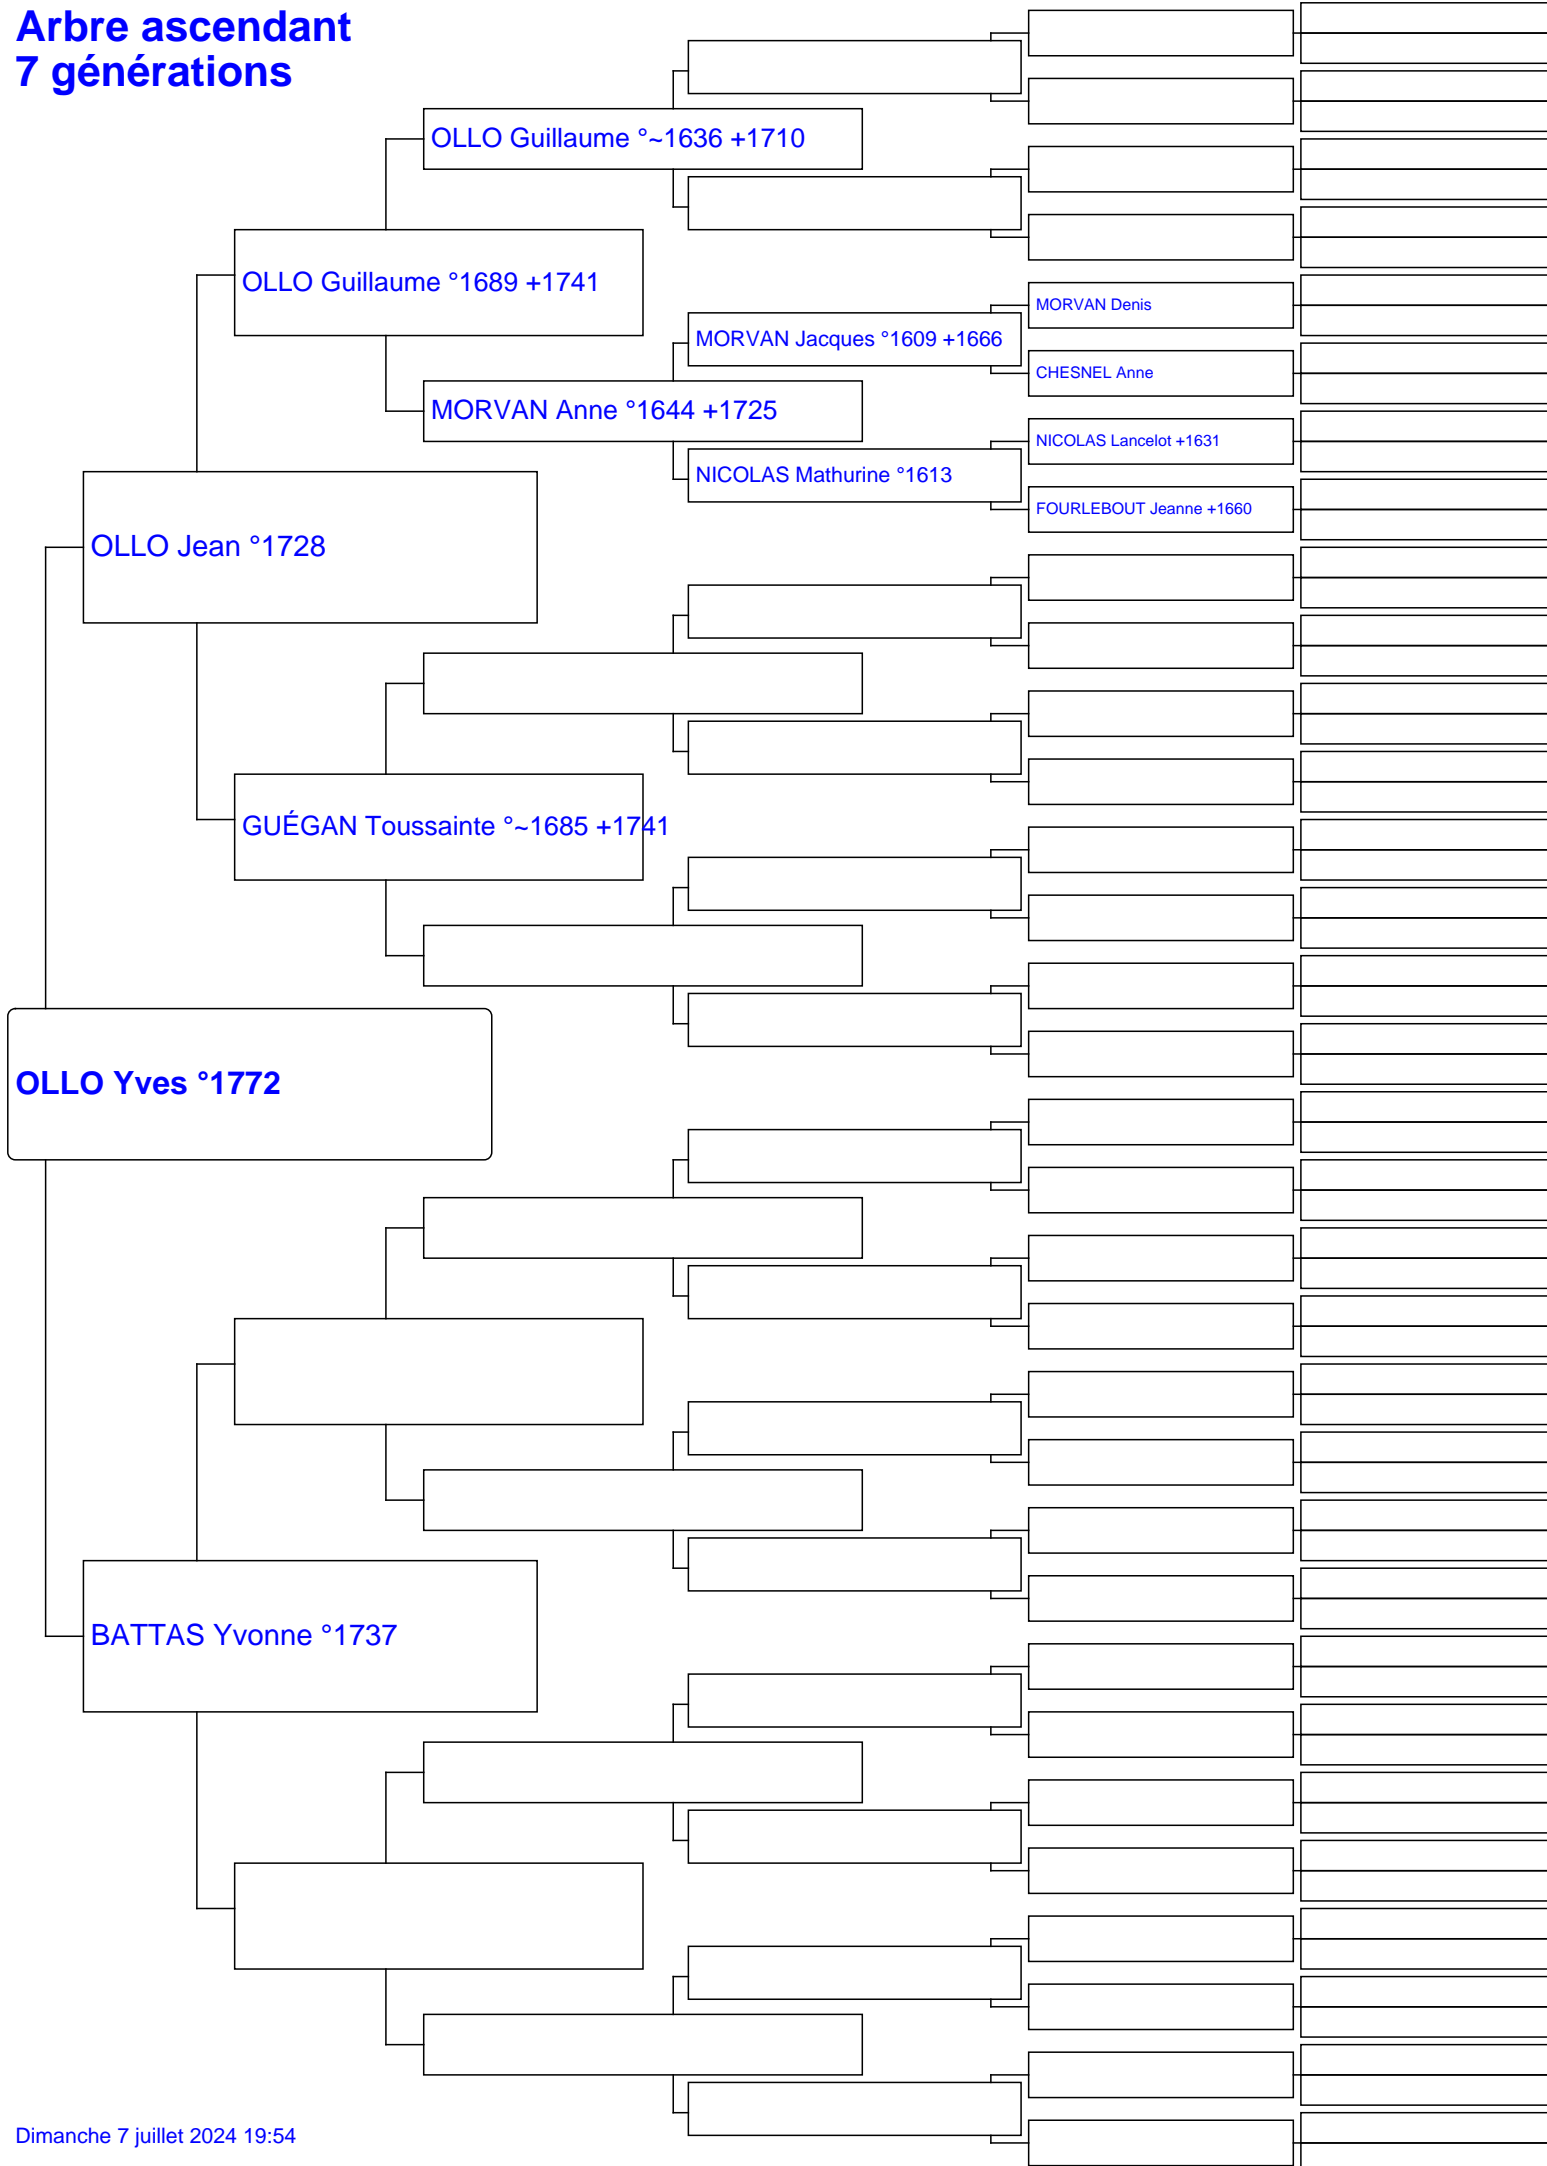 Arbre ascendant
7 générations
OLLO Guillaume °~1636 +1710
OLLO Guillaume °1689 +1741
MORVAN Denis
MORVAN Jacques °1609 +1666
CHESNEL Anne
MORVAN Anne °1644 +1725
NICOLAS Lancelot +1631
NICOLAS Mathurine °1613
FOURLEBOUT Jeanne +1660
OLLO Jean °1728
GUÉGAN Toussainte °~1685 +1741
OLLO Yves °1772
BATTAS Yvonne °1737
Dimanche 7 juillet 2024 19:54